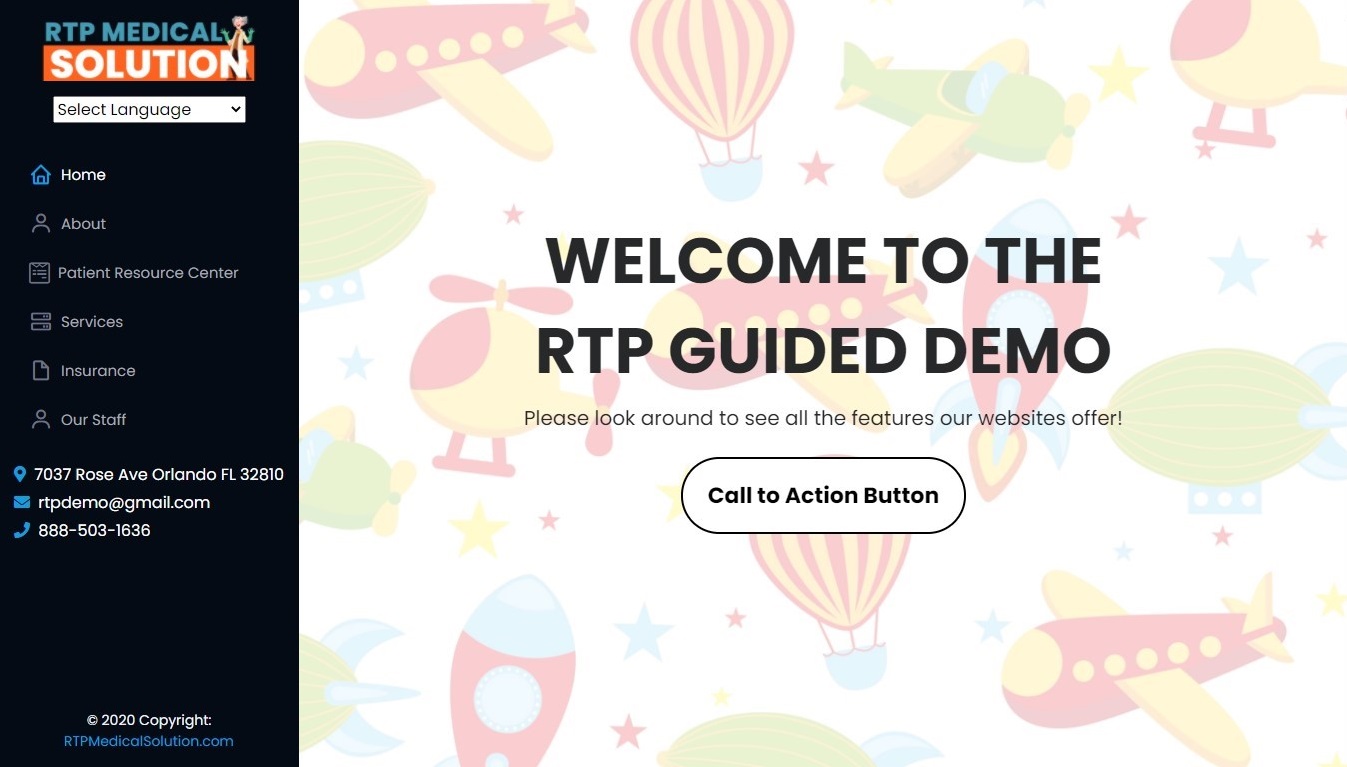 RTP MEDICAL
SOLUTION
Select Language
Home
About
Patient Resource Center
Services
Insurance
Our Staff
7037 Rose Ave Orlando FL 32810
rtpdemo@gmail.com
888-503-1636
© 2020 Copyright:
RTPMedicalSolution.com
WELCOME TO THE
RTP GUIDED DEMO
Please look around to see all the features our websites offer!
Call to Action Button